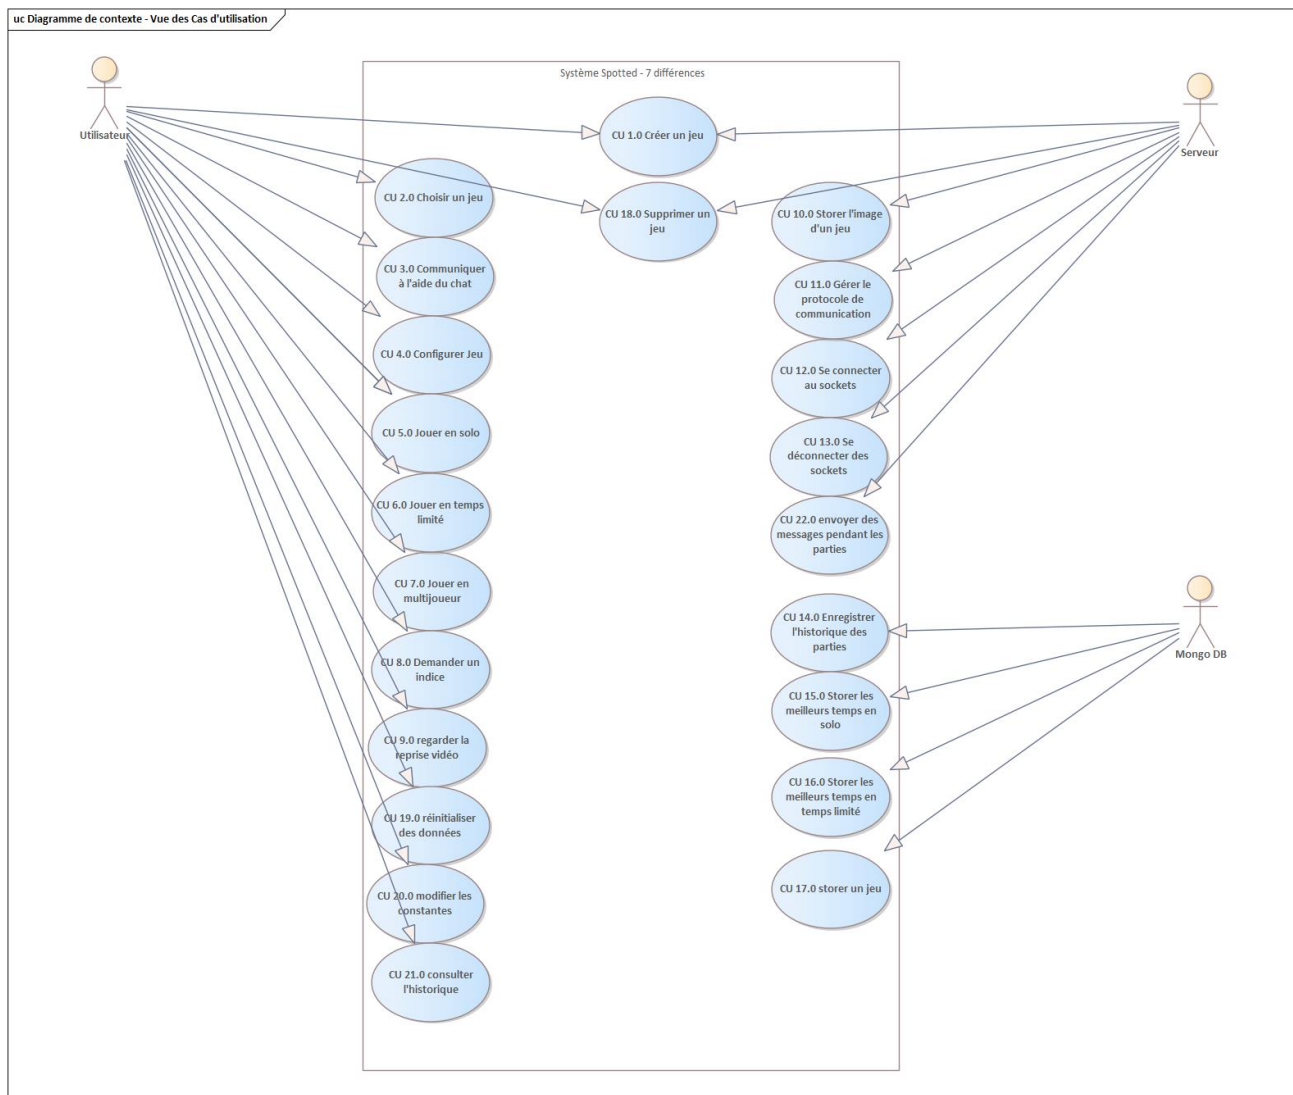 uc Diagramme de contexte - Vue des Cas d'utilisation
Système Spotted - 7 différences
Utilisateur
Serveur
CU 1.0 Créer un jeu
CU 2.0 Choisir un jeu
CU 18.0 Supprimer un
jeu
CU 10.0 Storer l'image
d'un jeu
CU 3.0 Communiquer
à l'aide du chat
CU 11.0 Gérer le
protocole de
communication
CU 4.0 Configurer Jeu
CU 12.0 Se connecter
au sockets
CU 5.0 Jouer en solo
CU 13.0 Se
déconnecter des
sockets
CU 6.0 Jouer en temps
limité
CU 22.0 envoyer des
messages pendant les
parties
CU 7.0 Jouer en
multijoueur
CU 14.0 Enregistrer
l'historique des
parties
Mongo DB
CU 8.0 Demander un
indice
CU 15.0 Storer les
meilleurs temps en
solo
CU 9.0 regarder la
reprise vidéo
CU 16.0 Storer les
meilleurs temps en
temps limité
CU 19.0 réinitialiser
des données
CU 20.0 modifier les
constantes
CU 17.0 storer un jeu
CU 21.0 consulter
l'historique